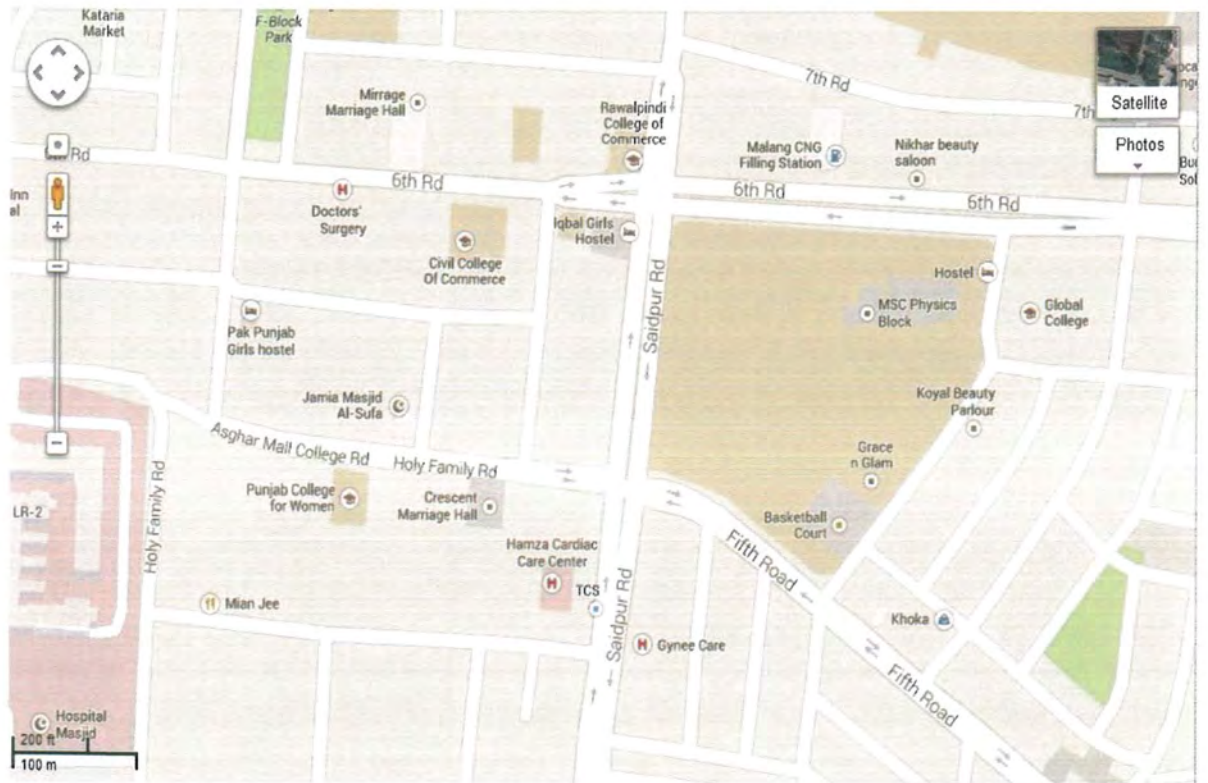 Kataria
Market
F-Block
Park
7th Rd
7th
Satellite
Photos
Mirrage
Marriage Hall
Rawalpindi
College of
Commerce
Malang CNG
Filling Station
Nikhar beauty
saloon
Rd
6th Rd
6th Rd
6th Rd
Doctors'
Surgery
Iqbal Girls
Hostel
Civil College
Of Commerce
Hostel
MSC Physics
Block
Global
College
Saidpur Rd
Pak Punjab
Girls hostel
Jamia Masjid
Al-Sufa
Koyal Beauty
Parlour
Asghar Mall College Rd
Holy Family Rd
Grace
n Glam
Punjab College
for Women
Crescent
Marriage Hall
LR-2
Holy Family Rd
Basketball
Court
Hamza Cardiac
Care Center
Fifth Road
TCS
Mian Jee
Khoka
Saidpur Rd
Gynee Care
Fifth Road
Hospital
Masjid
200 ft
100 m